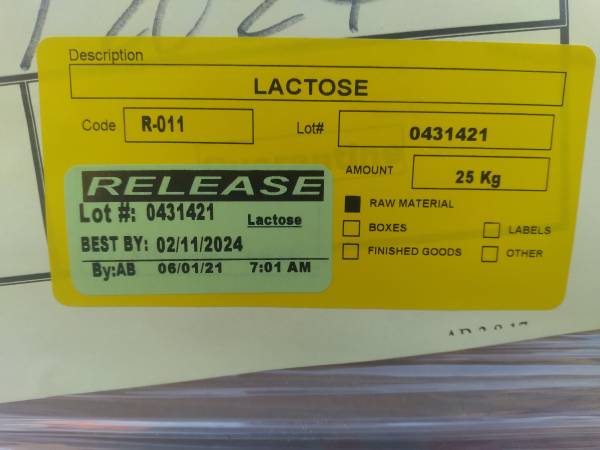 Description
LACTOSE
Code R-011 Lot# 0431421
AMOUNT 25 Kg
RELEASE
Lot #: 0431421 Lactose
BEST BY: 02/11/2024
By:AB 06/01/21 7:01 AM
RAW MATERIAL
BOXES LABELS
FINISHED GOODS OTHER